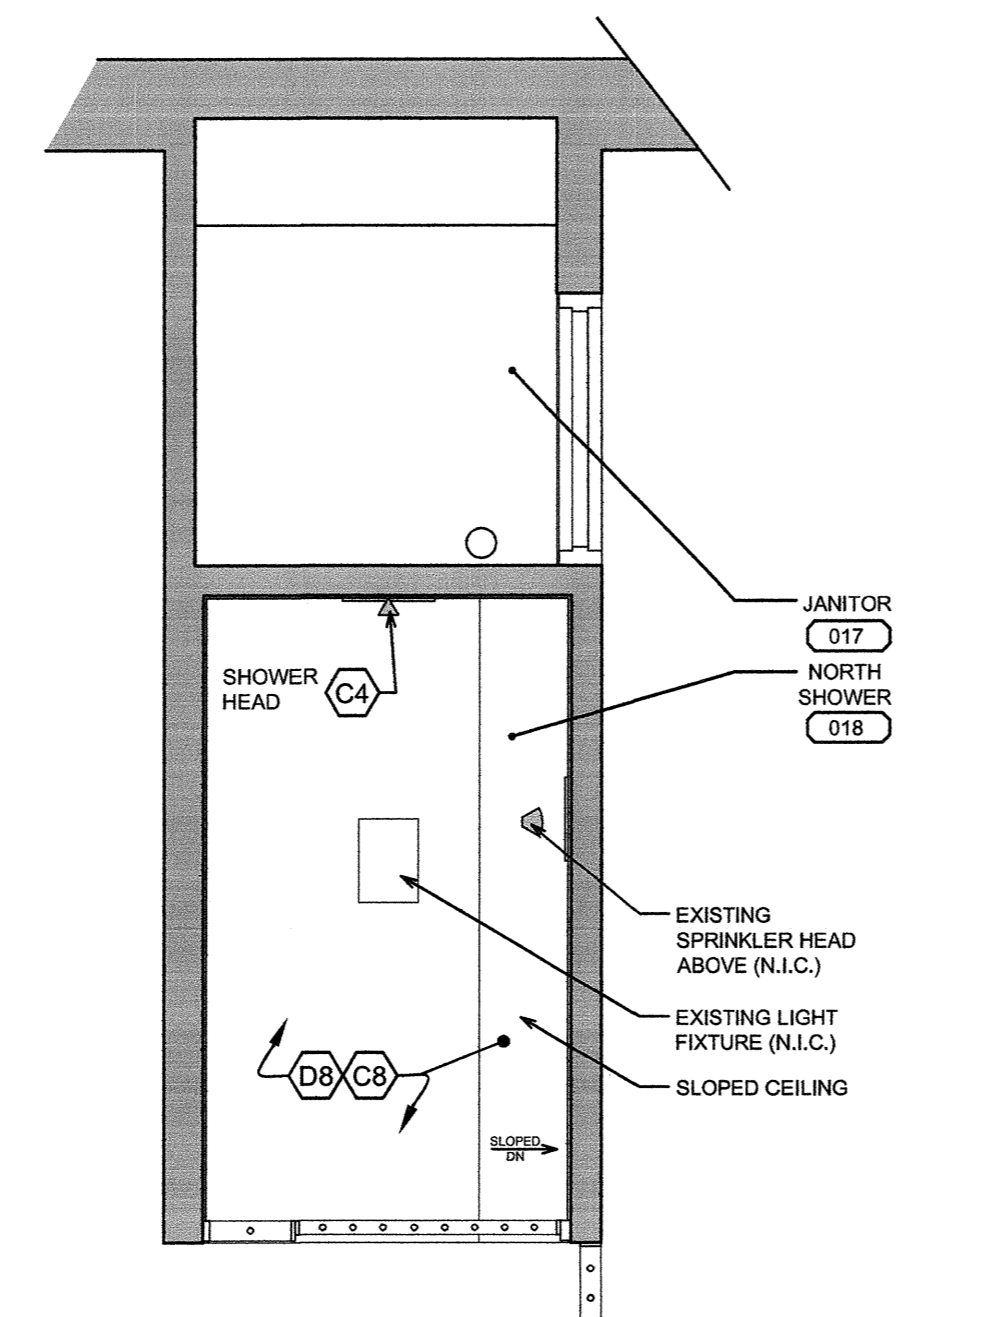 JANITOR
017
NORTH
SHOWER
018
SHOWER
HEAD
C4
EXISTING
SPRINKLER HEAD
ABOVE (N.I.C.)
EXISTING LIGHT
FIXTURE (N.I.C.)
D8 C8
SLOPED CEILING
SLOPED
DN